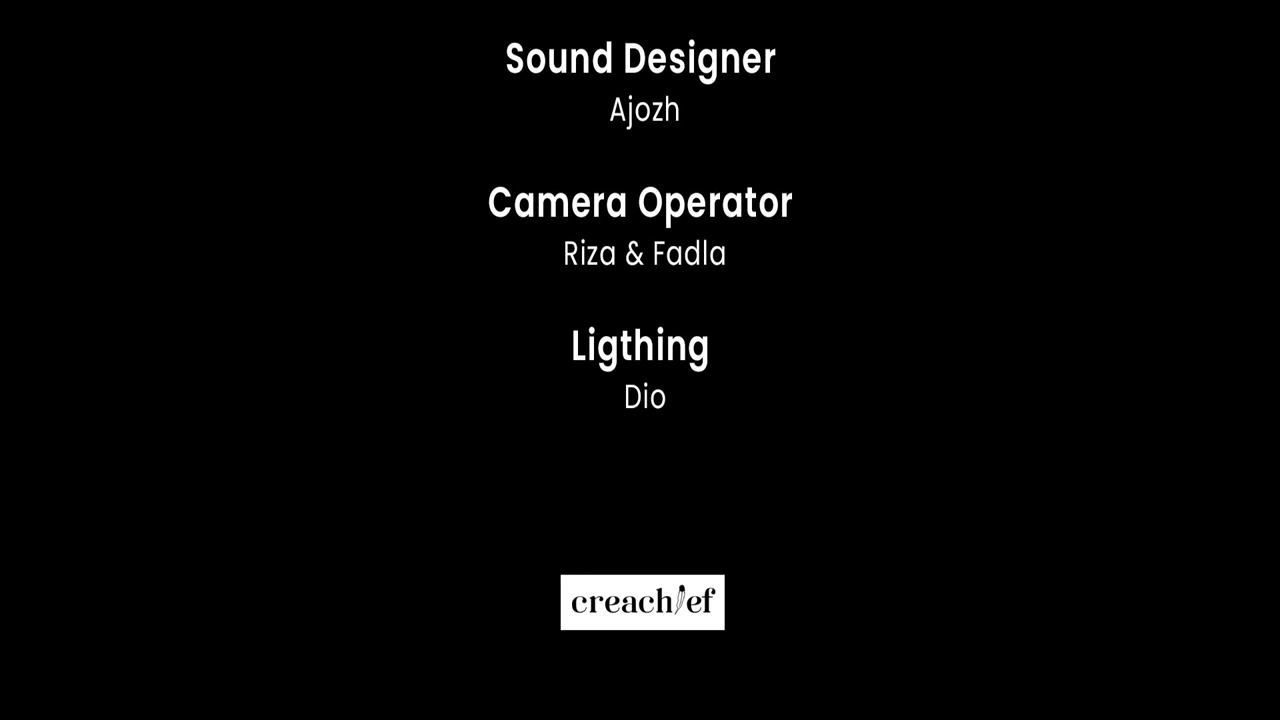 Sound Designer
Ajozh
Camera Operator
Riza & Fadla
Ligthing
Dio
creachief